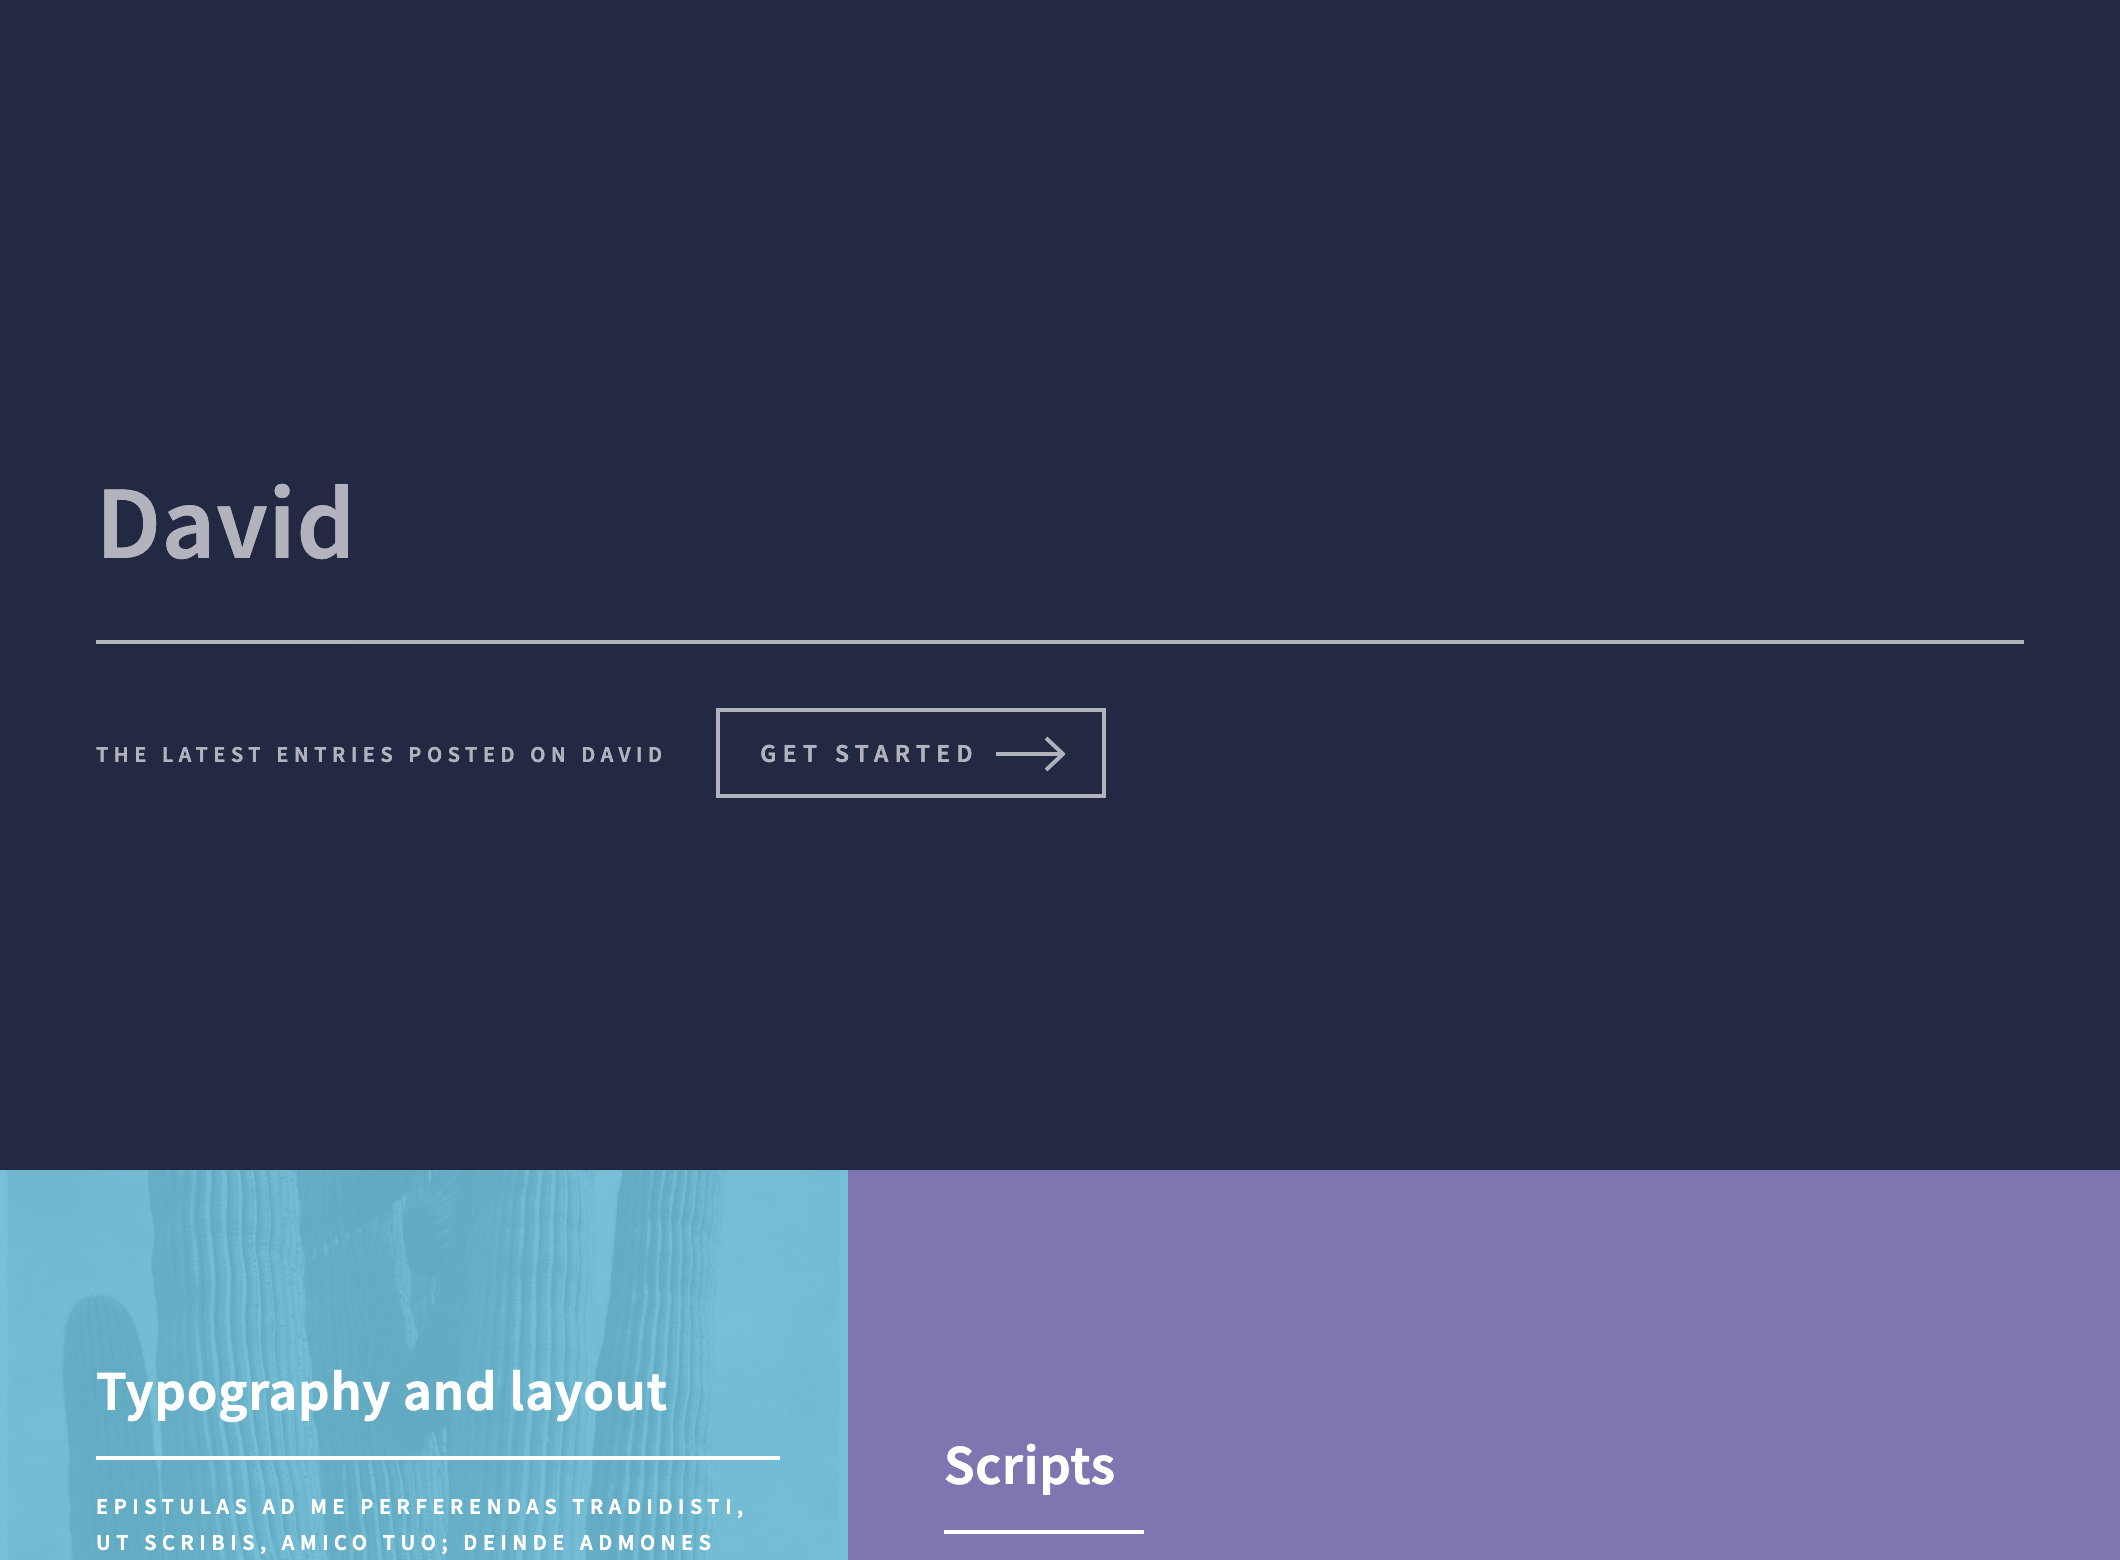 David
THE LATEST ENTRIES POSTED ON DAVID
GET STARTED
Typography and layout
EPISTULAS AD ME PERFERENDAS TRADIDISTI,
UT SCRIBIS, AMICO TUO; DEINDE ADMONES
Scripts